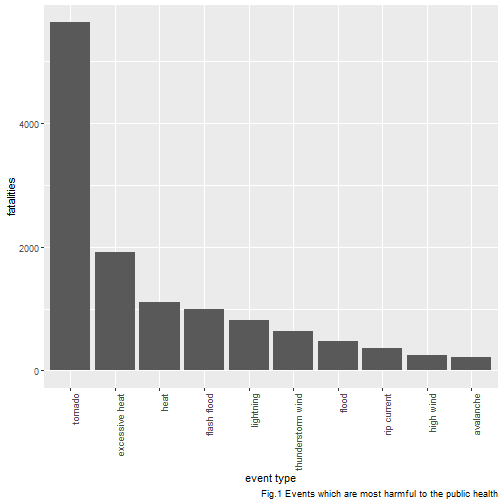 4000
2000
0
fatalities
tornado
excessive heat
heat
flash flood
lightning
thunderstorm wind
flood
rip current
high wind
avalanche
event type
Fig.1 Events which are most harmful to the public health